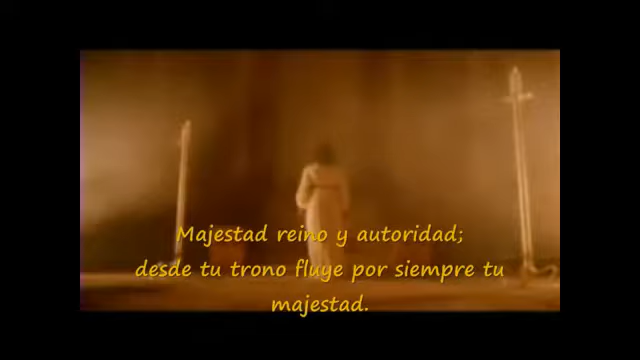 Majestad reino y autoridad;
desde tu trono fluye por siempre tu
majestad.